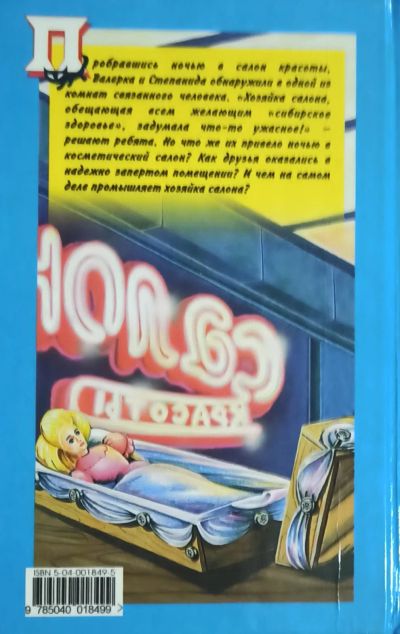 Пробравшись ночью в салон красоты,
Валерка и Степанида обнаружили в одной из
комнат связанного человека. «Хозяйка салона,
обещающая всем желающим «сибирское
здоровье», задумала что-то ужасное!» –
решают ребята. Но что же их привело ночью в
косметический салон? Как друзья оказались в
надежно запертом помещении? И чем на самом
деле промышляет хозяйка салона?
САЛОН
КРАСОТЫ
ISBN 5-04-001849-5
9 785040 018499